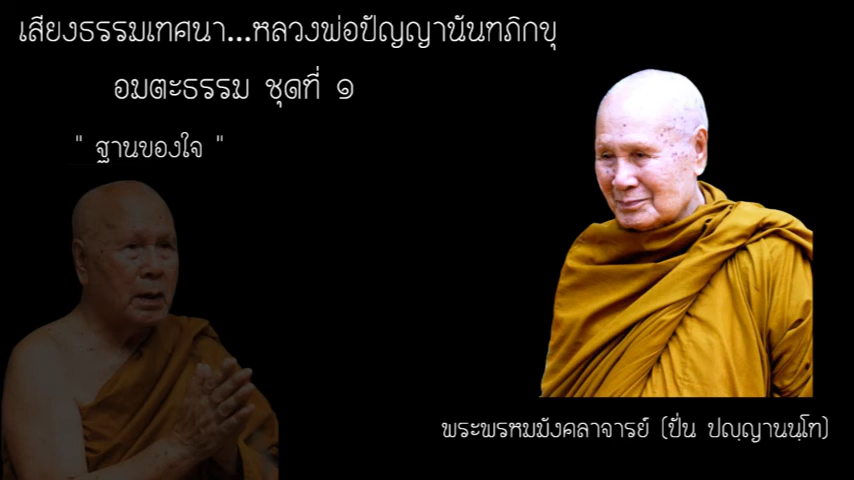 เสียงธรรมเทศนา...หลวงพ่อปัญญานันทภิกขุ
อมตะธรรม ชุดที่ ๑
" ฐานของใจ "
พระพรหมมังคลาจารย์ (ปั่น ปญฺญานนฺโท)